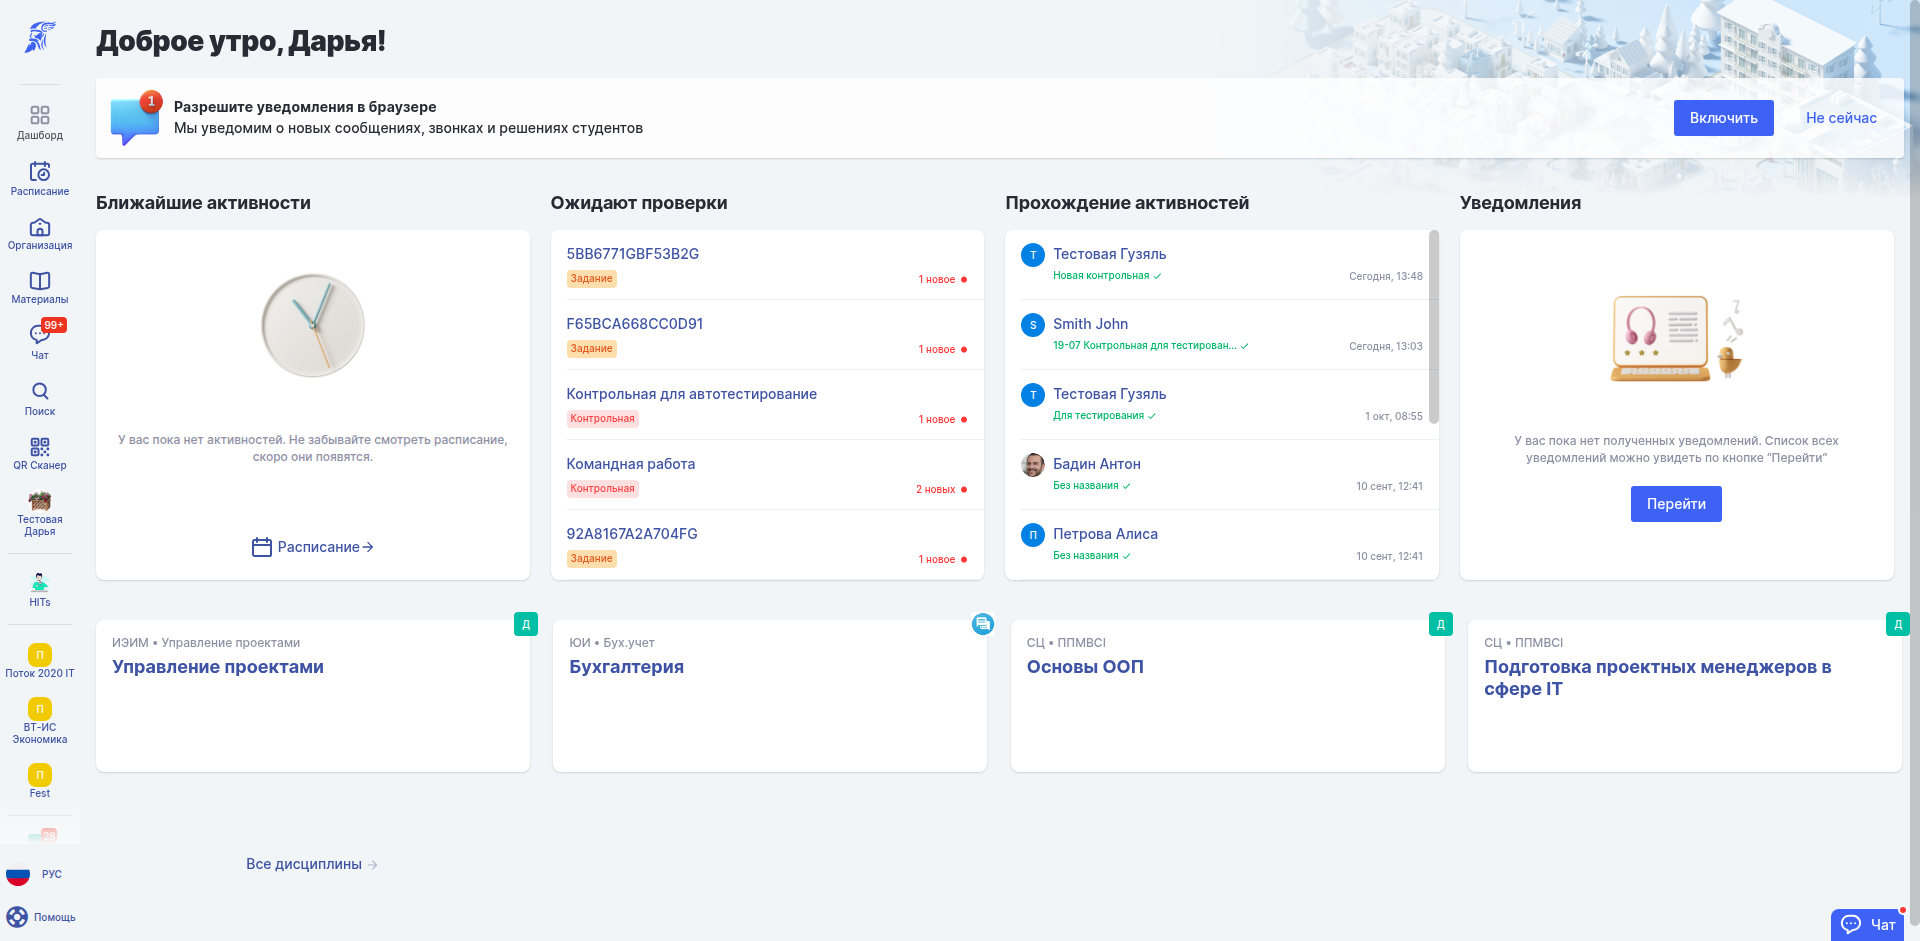 Доброе утро, Дарья!
1
Разрешите уведомления в браузере
Мы уведомим о новых сообщениях, звонках и решениях студентов
Включить
Не сейчас
Дашборд
Расписание
Организация
Материалы
99+
Чат
Поиск
QR Сканер
Тестовая
Дарья
HITs
П
Поток 2020 IT
П
ВТ-ИС
Экономика
П
Fest
28
РУС
Помощь
Ближайшие активности
У вас пока нет активностей. Не забывайте смотреть расписание,
скоро они появятся.
Расписание
Ожидают проверки
5BB6771GBF53B2G
Задание
1 новое
F65BCA668CC0D91
Задание
1 новое
Контрольная для автотестирование
Контрольная
1 новое
Командная работа
Контрольная
2 новых
92A8167A2A704FG
Задание
1 новое
Прохождение активностей
Т
Тестовая Гузяль
Новая контрольная
Сегодня, 13:48
S
Smith John
19-07 Контрольная для тестирован...
Сегодня, 13:03
Т
Тестовая Гузяль
Для тестирования
1 окт, 08:55
Бадин Антон
Без названия
10 сент, 12:41
П
Петрова Алиса
Без названия
10 сент, 12:41
Уведомления
У вас пока нет полученных уведомлений. Список всех
уведомлений можно увидеть по кнопке “Перейти”
Перейти
Д
ИЭИМ • Управление проектами
Управление проектами
ЮИ • Бух.учет
Бухгалтерия
Д
СЦ • ППМВСІ
Основы ООП
Д
СЦ • ППМВСІ
Подготовка проектных менеджеров в
сфере IT
Все дисциплины
Чат